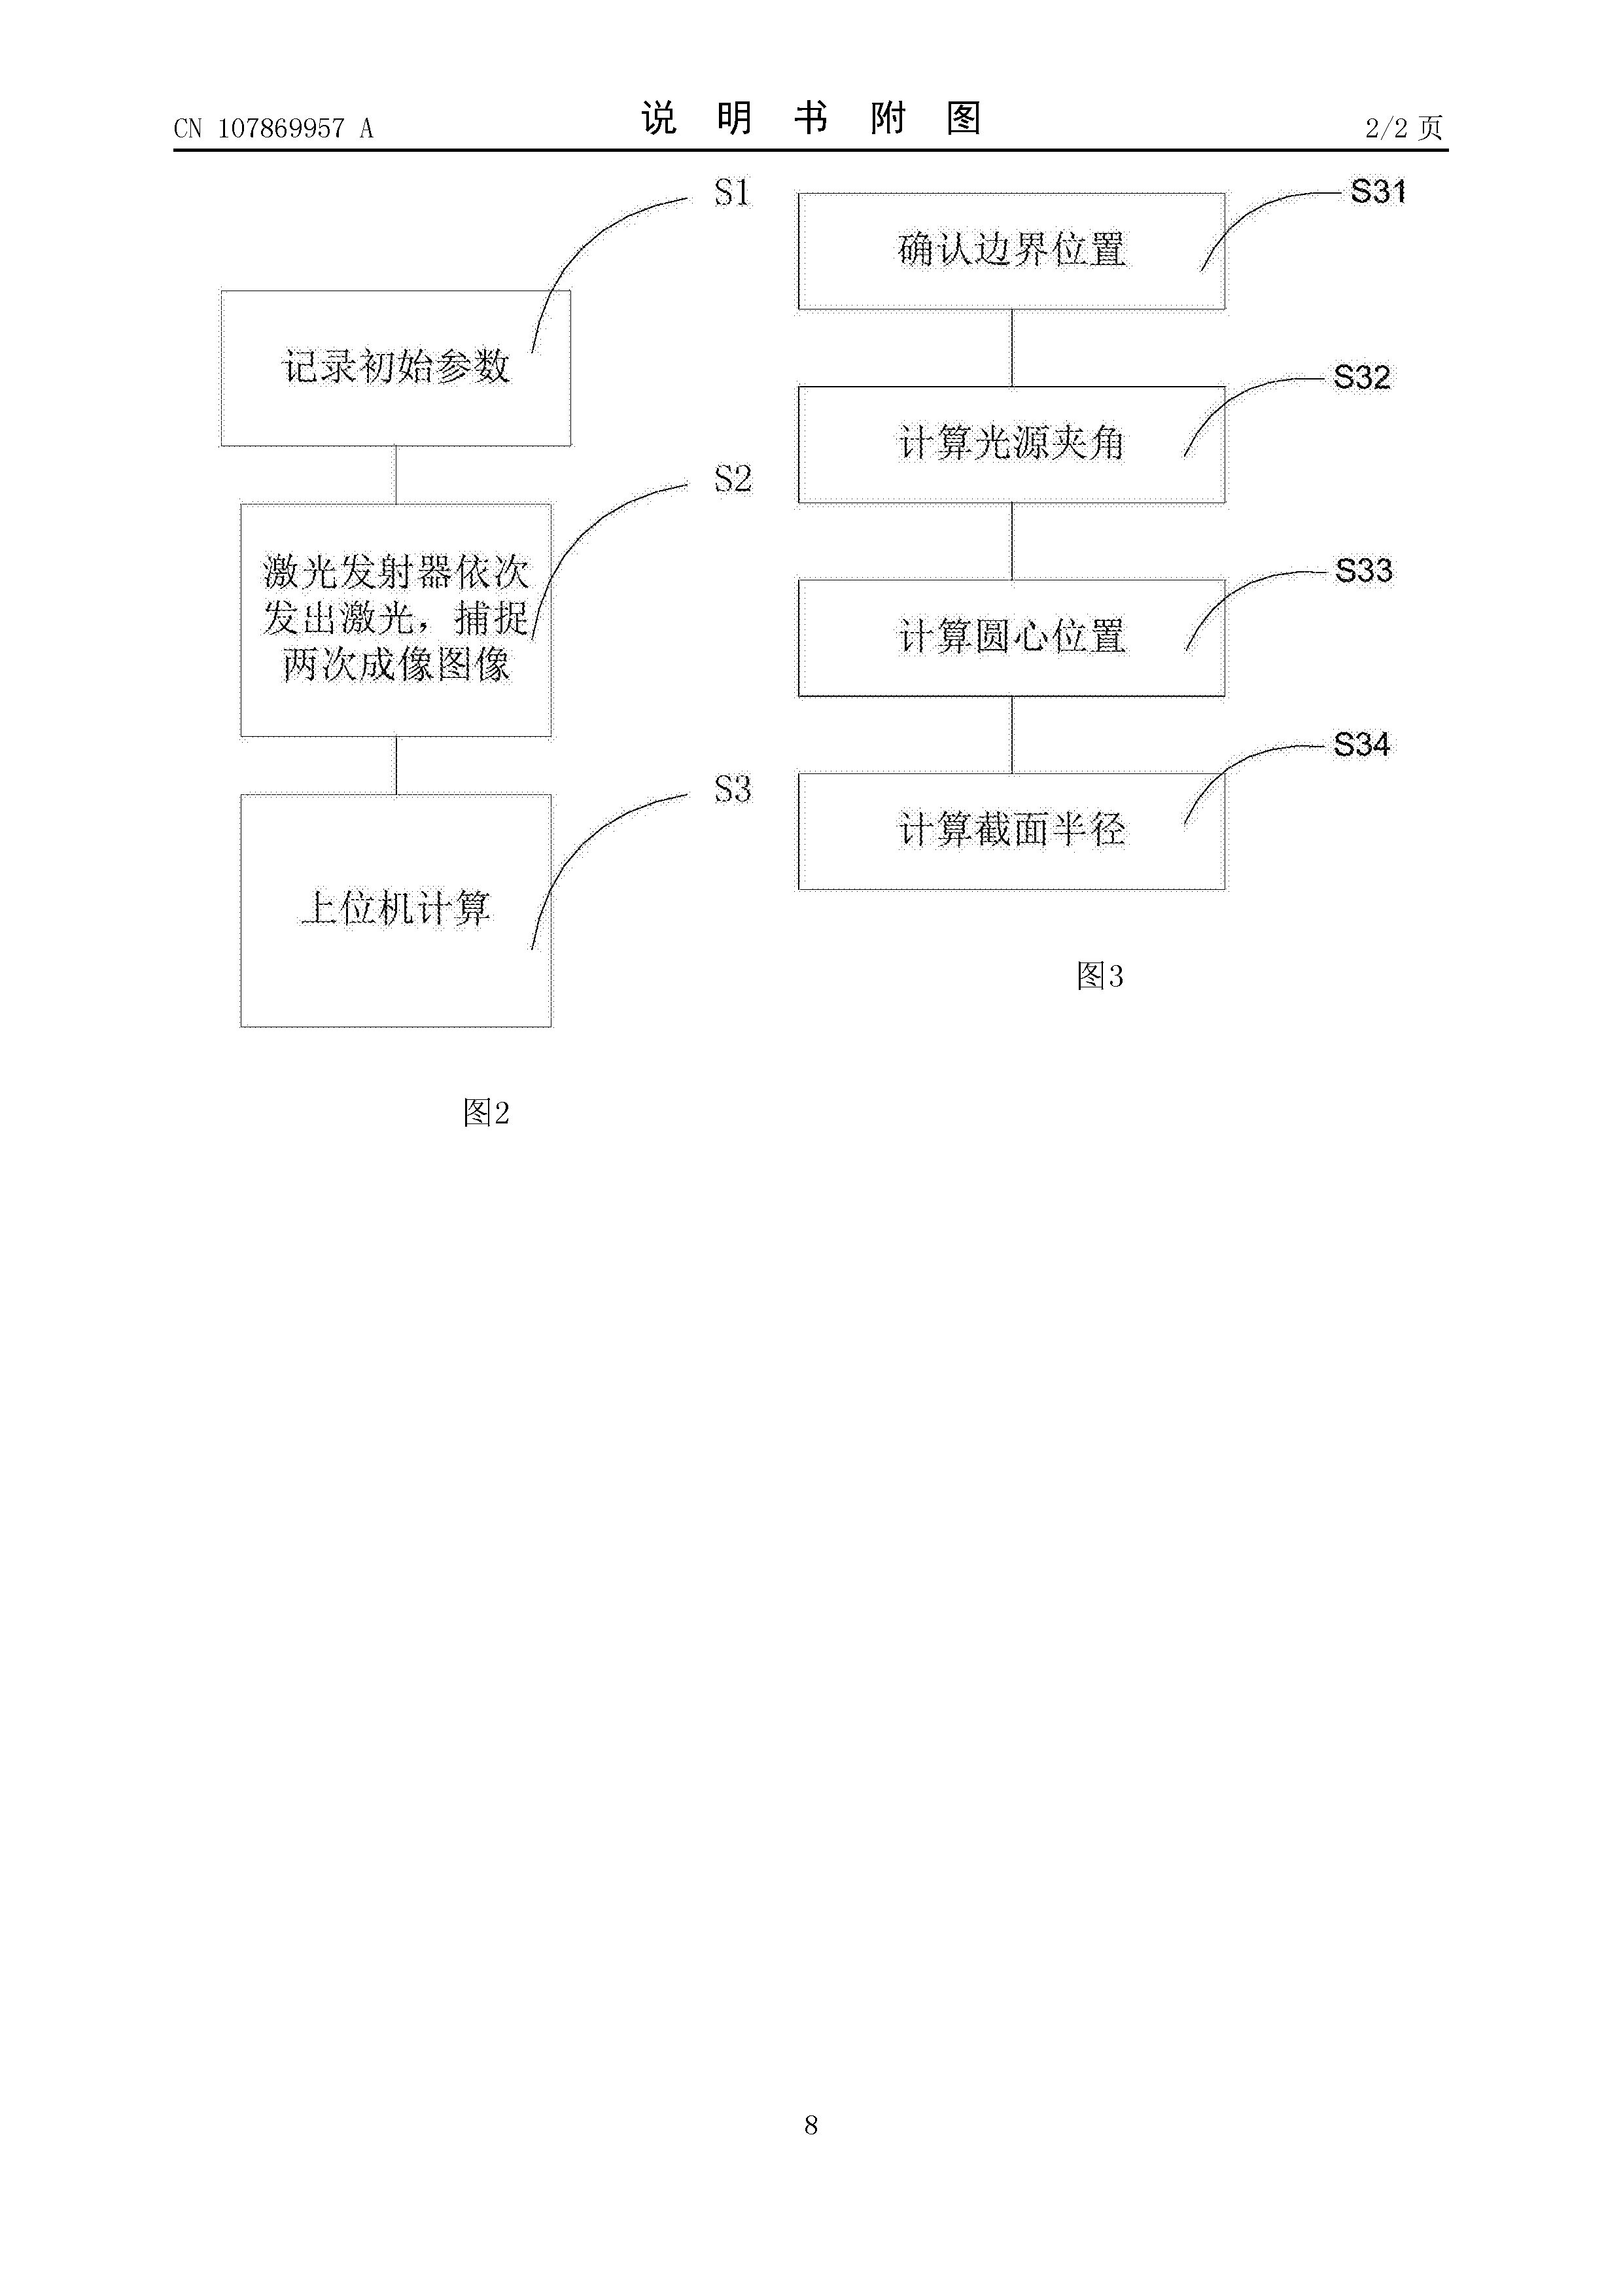 CN 107869957 A
说明书附图
2/2 页
S1
记录初始参数
S2
激光发射器依次
发出激光，捕捉
两次成像图像
S3
上位机计算
图2
S31
确认边界位置
S32
计算光源夹角
S33
计算圆心位置
S34
计算截面半径
图3
8